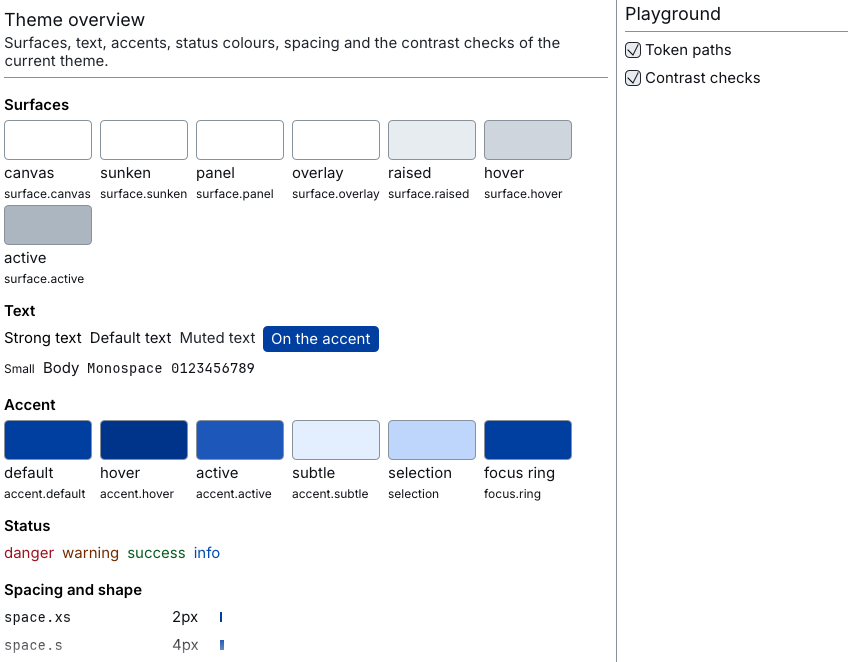 Theme overview
Surfaces, text, accents, status colours, spacing and the contrast checks of the
current theme.
Surfaces
canvas sunken panel overlay raised hover
surface.canvas surface.sunken surface.panel surface.overlay surface.raised surface.hover
active
surface.active
Text
Strong text Default text Muted text On the accent
Small Body Monospace 0123456789
Accent
default hover active subtle selection focus ring
accent.default accent.hover accent.active accent.subtle selection focus.ring
Status
danger warning success info
Spacing and shape
space.xs 2px
space.s 4px
Playground
Token paths
Contrast checks